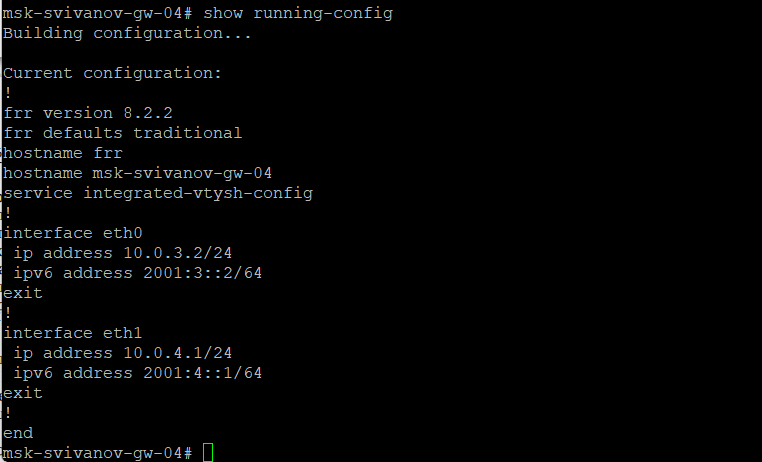 msk-svivanov-gw-04# show running-config
Building configuration...
Current configuration:
!
frr version 8.2.2
frr defaults traditional
hostname frr
hostname msk-svivanov-gw-04
service integrated-vtysh-config
!
interface eth0
 ip address 10.0.3.2/24
 ipv6 address 2001:3::2/64
exit
!
interface eth1
 ip address 10.0.4.1/24
 ipv6 address 2001:4::1/64
exit
!
end
msk-svivanov-gw-04#